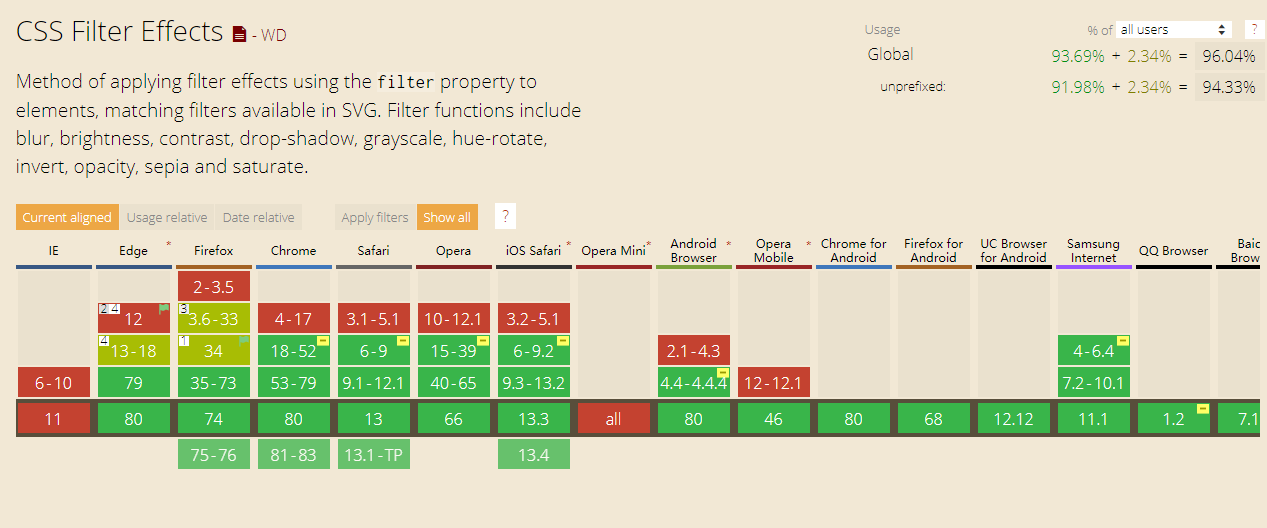 CSS Filter Effects - WD
Usage % of all users ?
Global 93.69% + 2.34% = 96.04%
unprefixed: 91.98% + 2.34% = 94.33%
Method of applying filter effects using the filter property to
elements, matching filters available in SVG. Filter functions include
blur, brightness, contrast, drop-shadow, grayscale, hue-rotate,
invert, opacity, sepia and saturate.
Current aligned Usage relative Date relative Apply filters Show all ?
IE Edge * Firefox Chrome Safari Opera iOS Safari * Opera Mini * Android Browser * Opera Mobile * Chrome for Android Firefox for Android UC Browser for Android Samsung Internet QQ Browser Baid Brow
2-3.5
2 4 12 3 3.6-33 4-17 3.1-5.1 10-12.1 3.2-5.1
4 13-18 1 34 18-52 6-9 15-39 6-9.2 2.1-4.3 4-6.4
6-10 79 35-73 53-79 9.1-12.1 40-65 9.3-13.2 4.4-4.4.4 12-12.1 7.2-10.1
11 80 74 80 13 66 13.3 all 80 46 80 68 12.12 11.1 1.2 7.1
75-76 81-83 13.1-TP 13.4